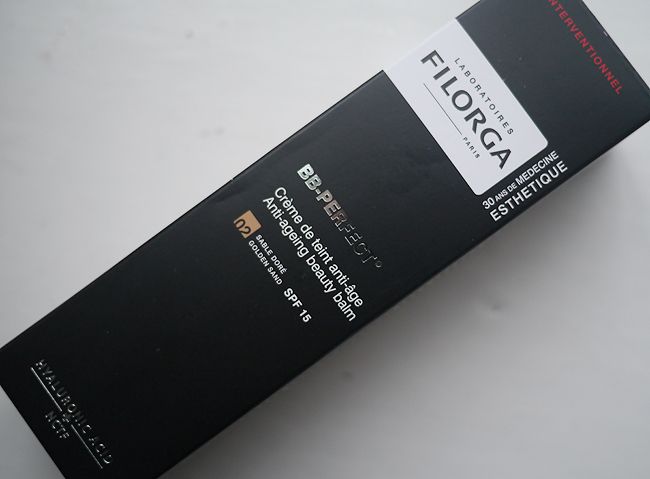 INTERVENTIONNEL
LABORATOIRES
FILORGA
PARIS
30 ANS DE MEDECINE
ESTHETIQUE
BB-PERFECT
Crème de teint anti-âge
Anti-ageing beauty balm
02
SABLE DORÉ
GOLDEN SAND SPF 15
HYALURONIC ACID
&
NCTF